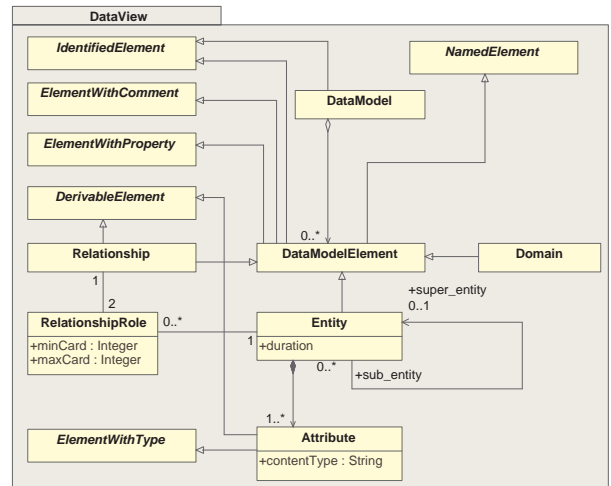 DataView
IdentifiedElement
NamedElement
ElementWithComment
DataModel
ElementWithProperty
DerivableElement
0..*
Relationship
DataModelElement
Domain
1
+super_entity
0..1
2
RelationshipRole
0..*
Entity
+minCard : Integer
+maxCard : Integer
1
+duration
0..*
+sub_entity
1..*
ElementWithType
Attribute
+contentType : String